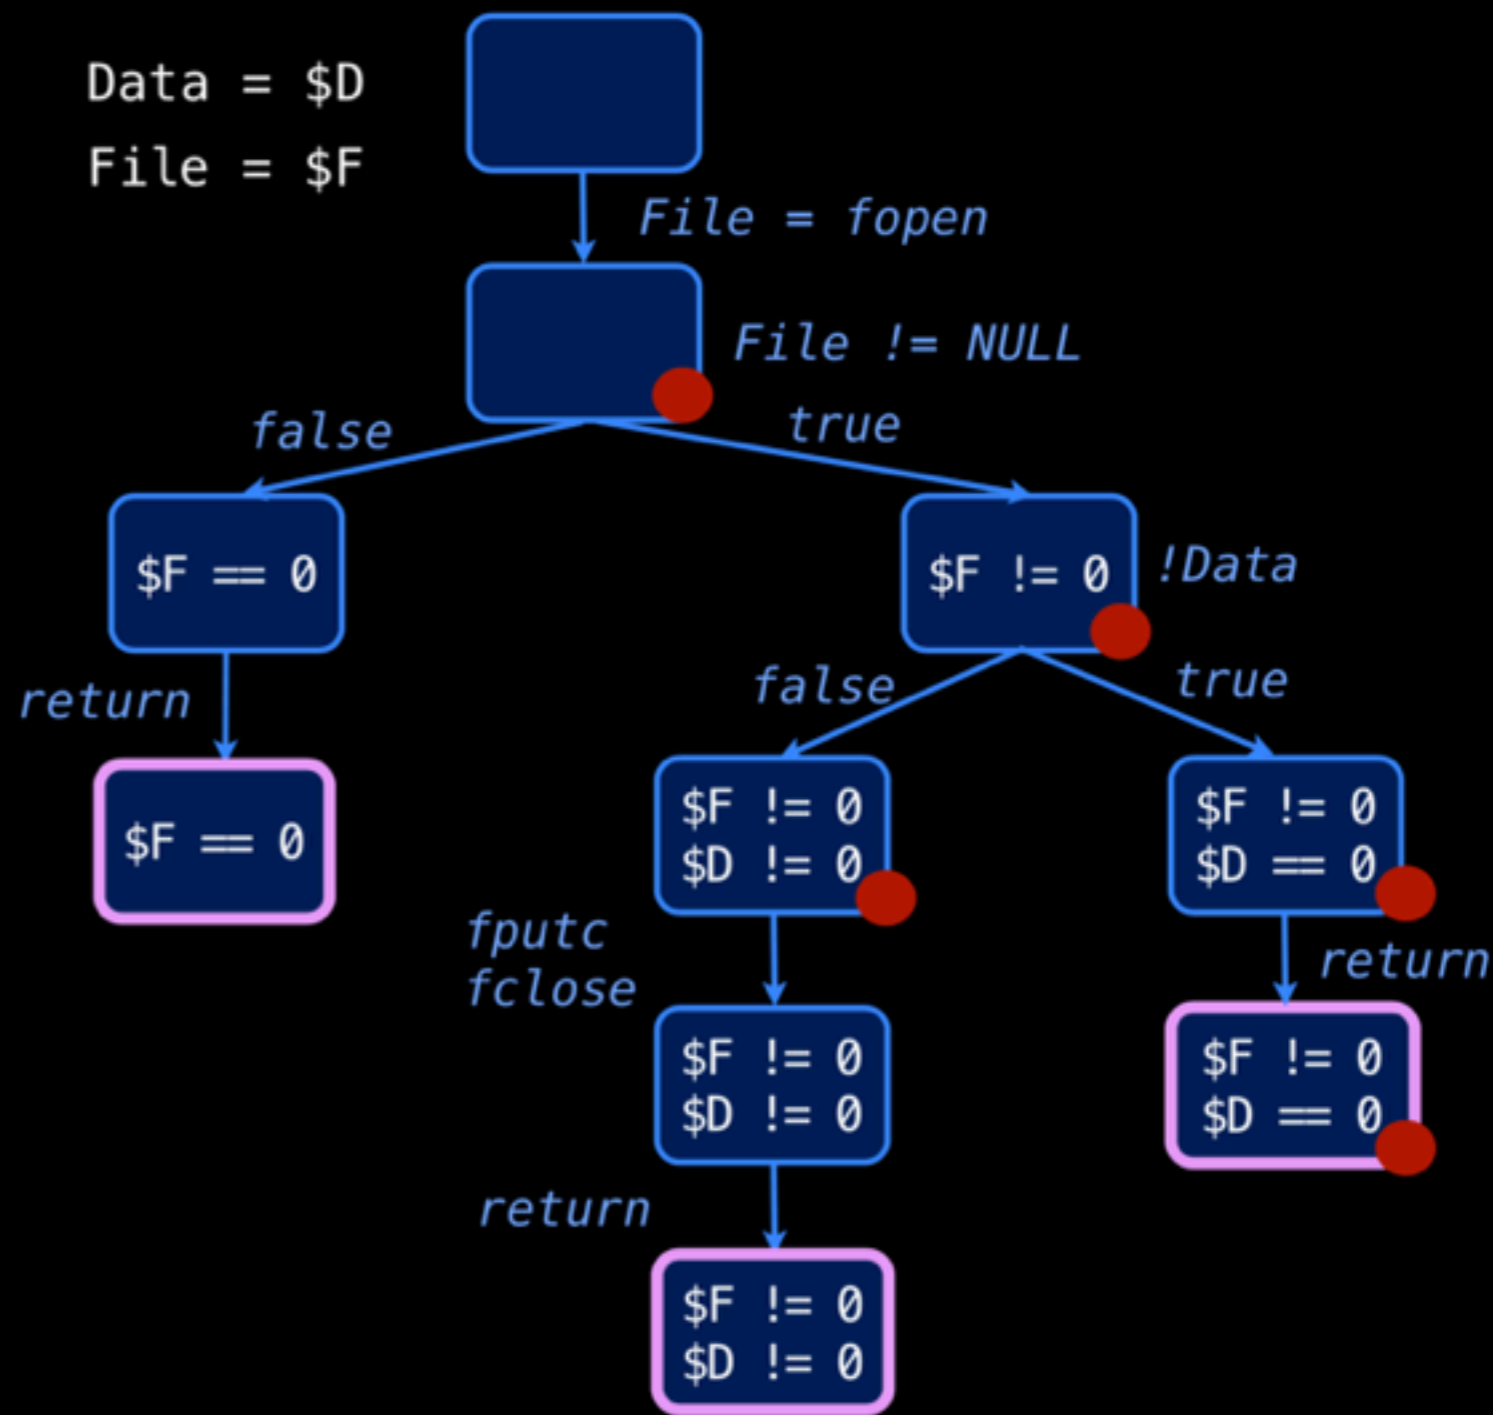 Data = $D
File = $F
File = fopen
File != NULL
false
true
$F == 0
$F != 0
!Data
return
false
true
$F == 0
$F != 0
$D != 0
$F != 0
$D == 0
fputc
fclose
return
$F != 0
$D != 0
$F != 0
$D == 0
return
$F != 0
$D != 0